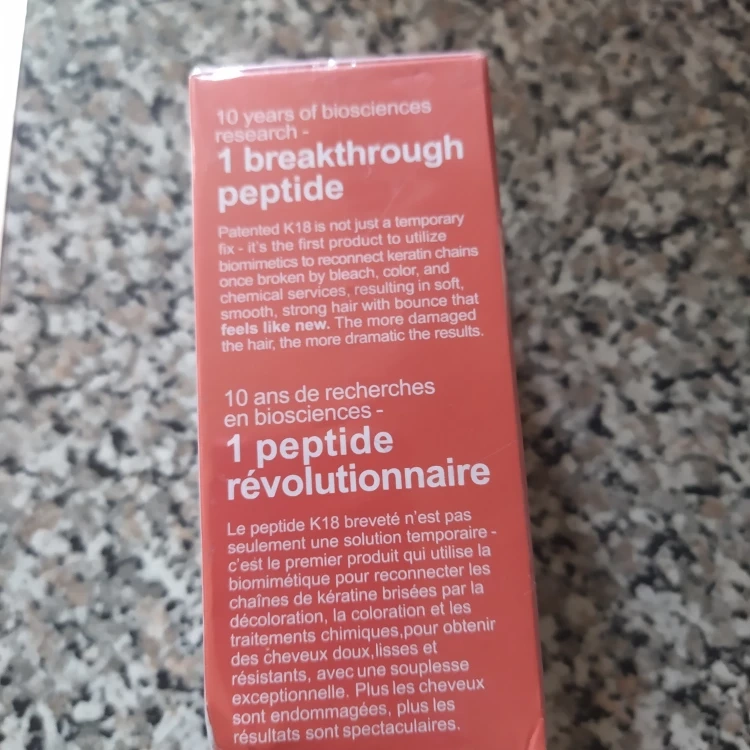 10 years of biosciences
research -
1 breakthrough
peptide
Patented K18 is not just a temporary
fix - it's the first product to utilize
biomimetics to reconnect keratin chains
once broken by bleach, color, and
chemical services, resulting in soft,
smooth, strong hair with bounce that
feels like new. The more damaged
the hair, the more dramatic the results.
10 ans de recherches
en biosciences -
1 peptide
révolutionnaire
Le peptide K18 breveté n'est pas
seulement une solution temporaire -
c'est le premier produit qui utilise la
biomimétique pour reconnecter les
chaînes de kératine brisées par la
décoloration, la coloration et les
traitements chimiques,pour obtenir
des cheveux doux,lisses et
résistants, avec une souplesse
exceptionnelle. Plus les cheveux
sont endommagées, plus les
résultats sont spectaculaires.